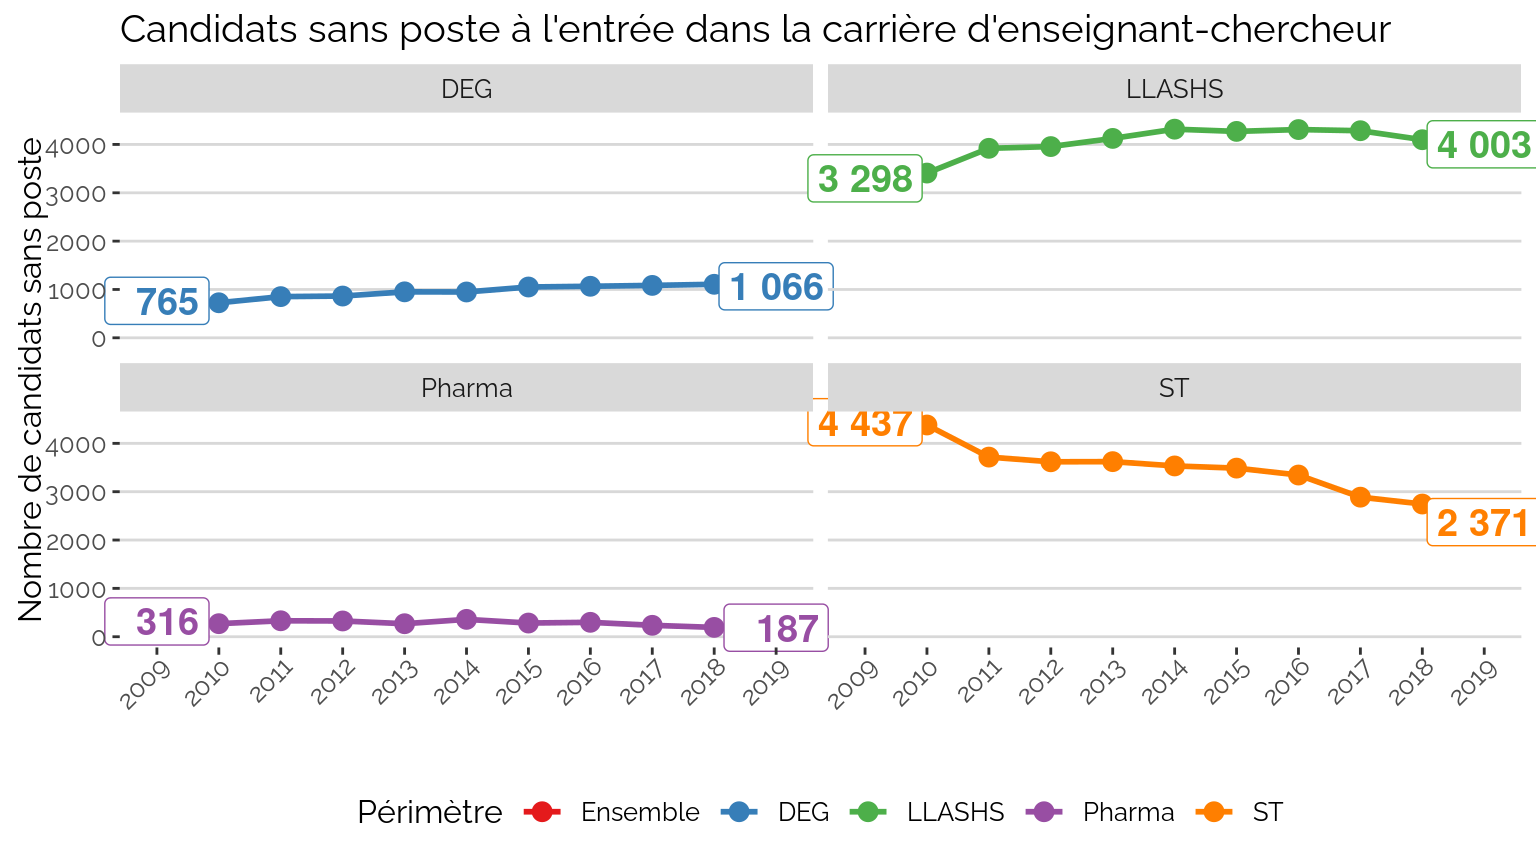 Candidats sans poste à l'entrée dans la carrière d'enseignant-chercheur
Nombre de candidats sans poste
DEG
4000
3000
2000
1000
0
765
1 066
LLASHS
3 298
4 003
Pharma
4000
3000
2000
1000
0
316
187
ST
4 437
2 371
2009 2010 2011 2012 2013 2014 2015 2016 2017 2018 2019
2009 2010 2011 2012 2013 2014 2015 2016 2017 2018 2019
Périmètre Ensemble DEG LLASHS Pharma ST